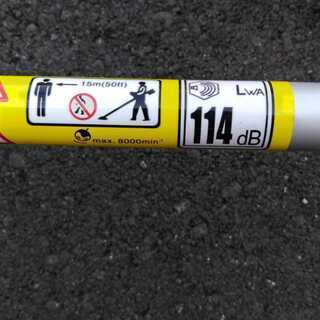 15m(50ft)
max. 8000min⁻¹
LWA
114
dB